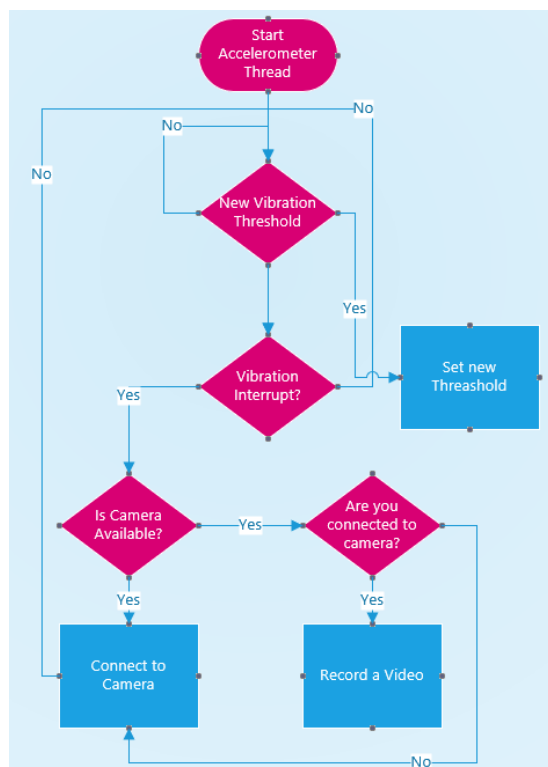 Start
Accelerometer
Thread
No
No
No
New Vibration
Threshold
Yes
Set new
Threashold
Vibration
Interrupt?
Yes
Is Camera
Available?
Yes
Are you
connected to
camera?
Yes
Yes
Connect to
Camera
Record a Video
No